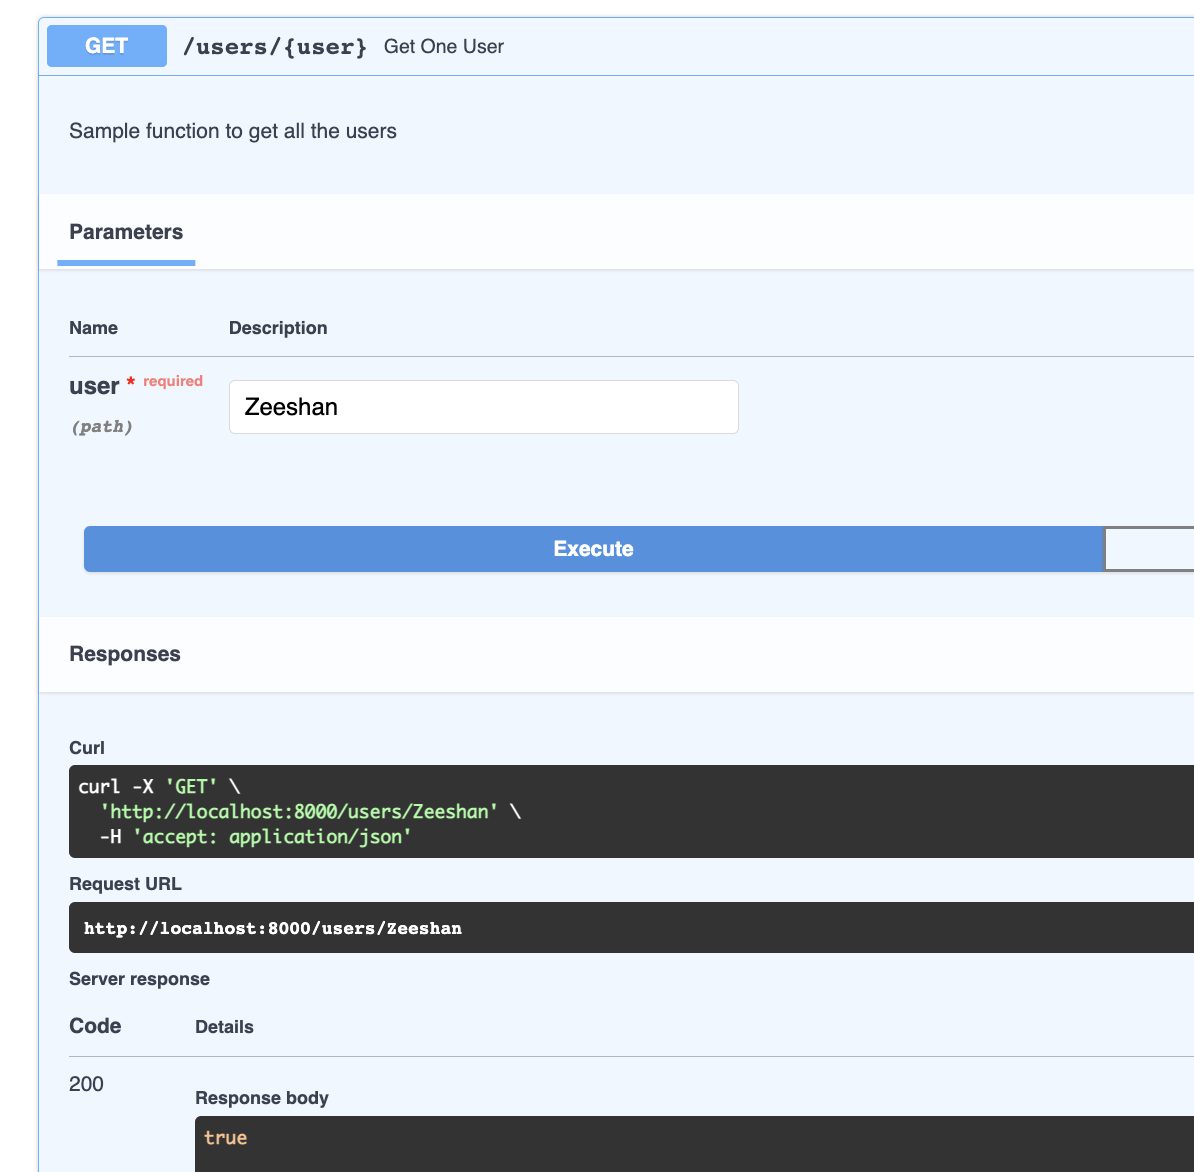 GET /users/{user} Get One User
Sample function to get all the users
Parameters
Name Description
user * required Zeeshan
(path)
Execute
Responses
Curl
curl -X 'GET' \
'http://localhost:8000/users/Zeeshan' \
-H 'accept: application/json'
Request URL
http://localhost:8000/users/Zeeshan
Server response
Code Details
200
Response body
true